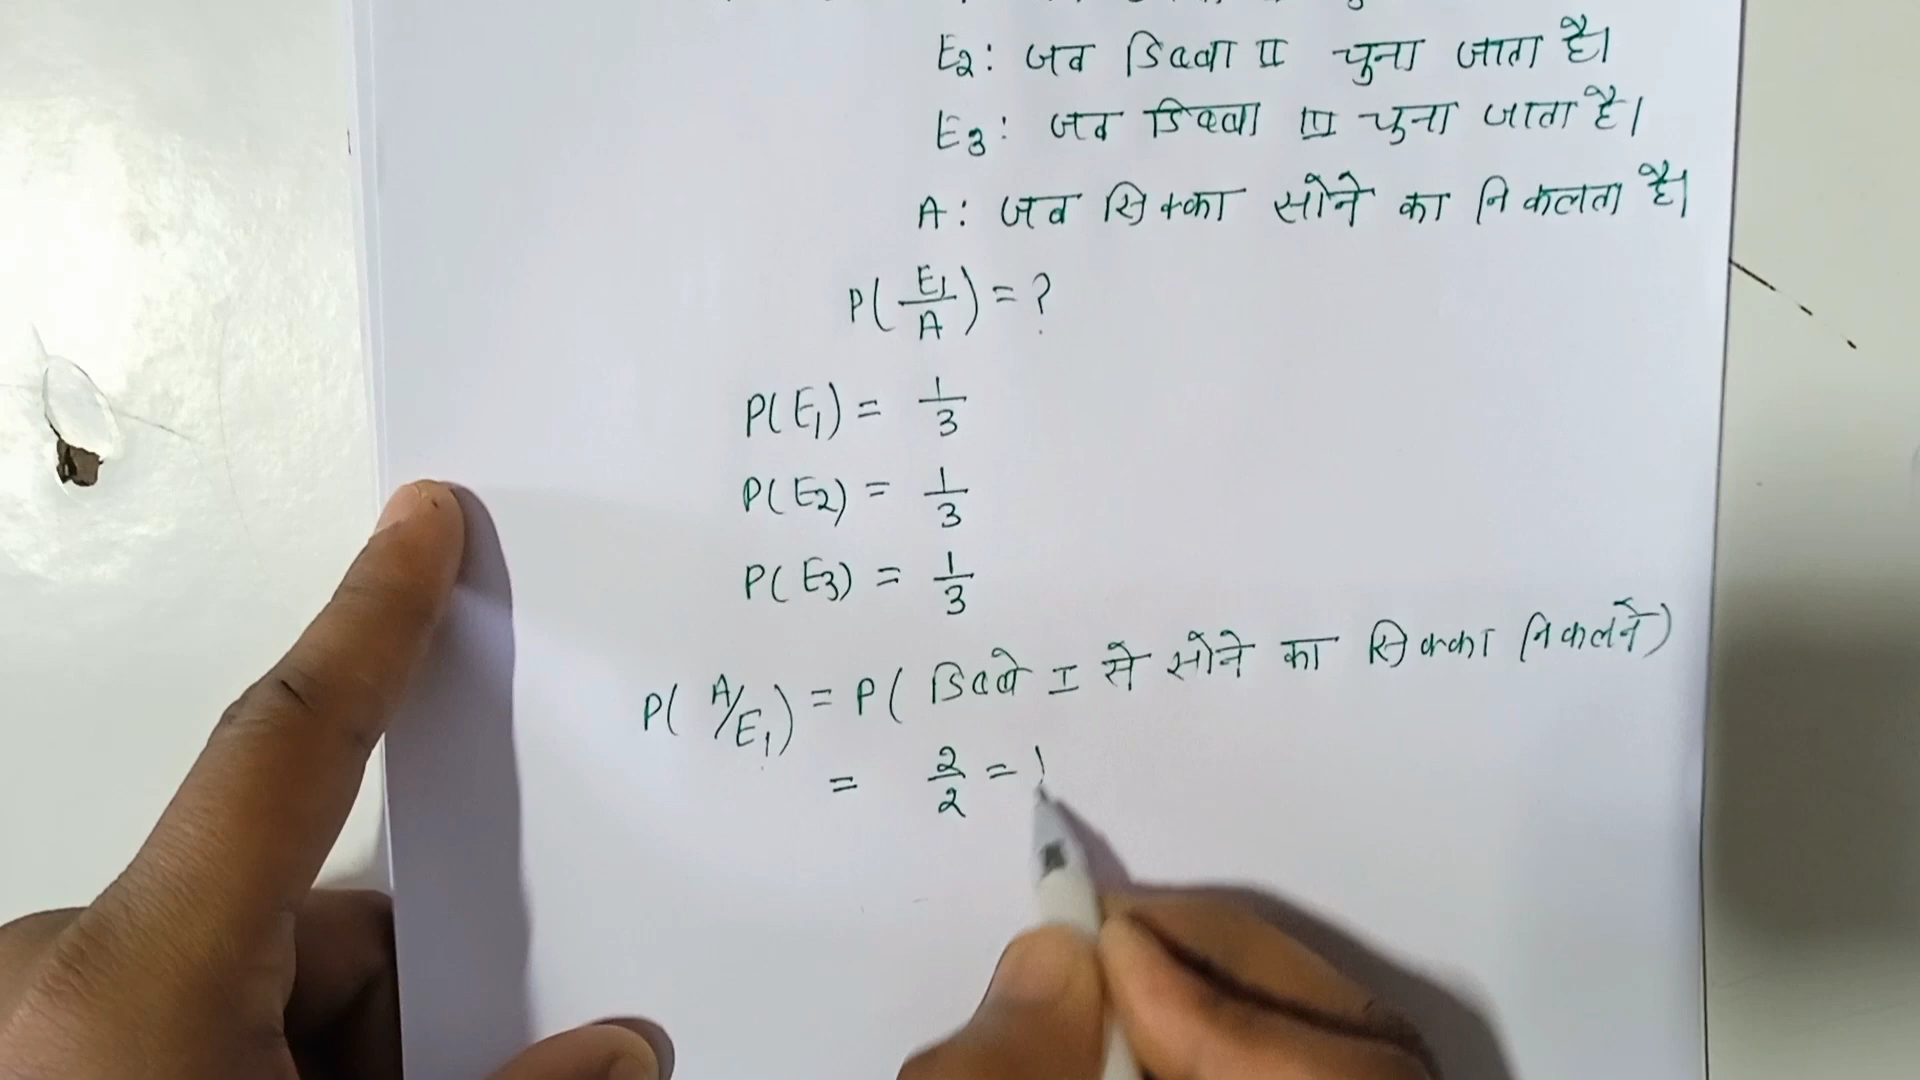 E2: जब डिब्बा II चुना जाता है।
E3: जब डिब्बा III चुना जाता है।
A: जब सिक्का सोने का निकलता है।
P(E1/A) = ?
P(E1) = 1/3
P(E2) = 1/3
P(E3) = 1/3
P(A/E1) = P( डिब्बे I से सोने का सिक्का निकलने)
= 2/2 = 1